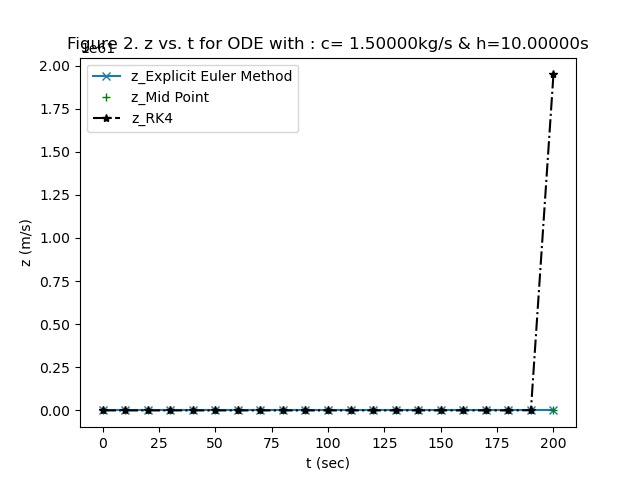 Figure 2. z vs. t for ODE with : c= 1.50000kg/s & h=10.00000s
1e61
z_Explicit Euler Method
z_Mid Point
z_RK4
2.00
1.75
1.50
1.25
1.00
0.75
0.50
0.25
0.00
z (m/s)
0 25 50 75 100 125 150 175 200
t (sec)